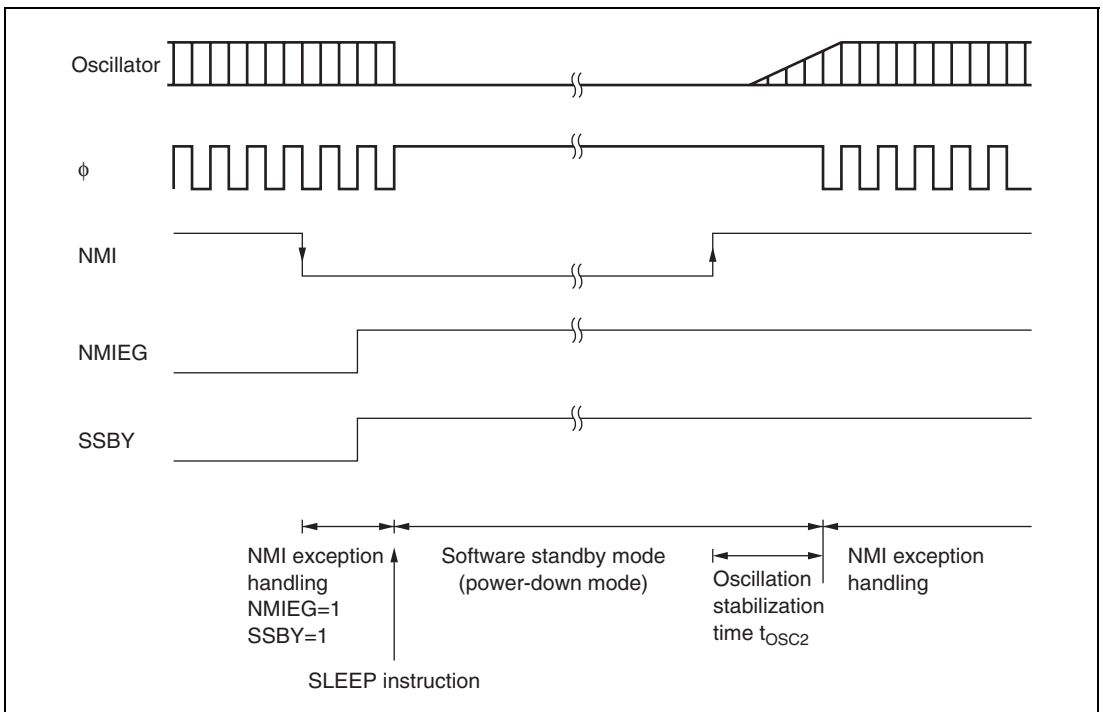 Oscillator
ϕ
NMI
NMIEG
SSBY
NMI exception
handling
NMIEG=1
SSBY=1
SLEEP instruction
Software standby mode
(power-down mode)
Oscillation
stabilization
time tOSC2
NMI exception
handling